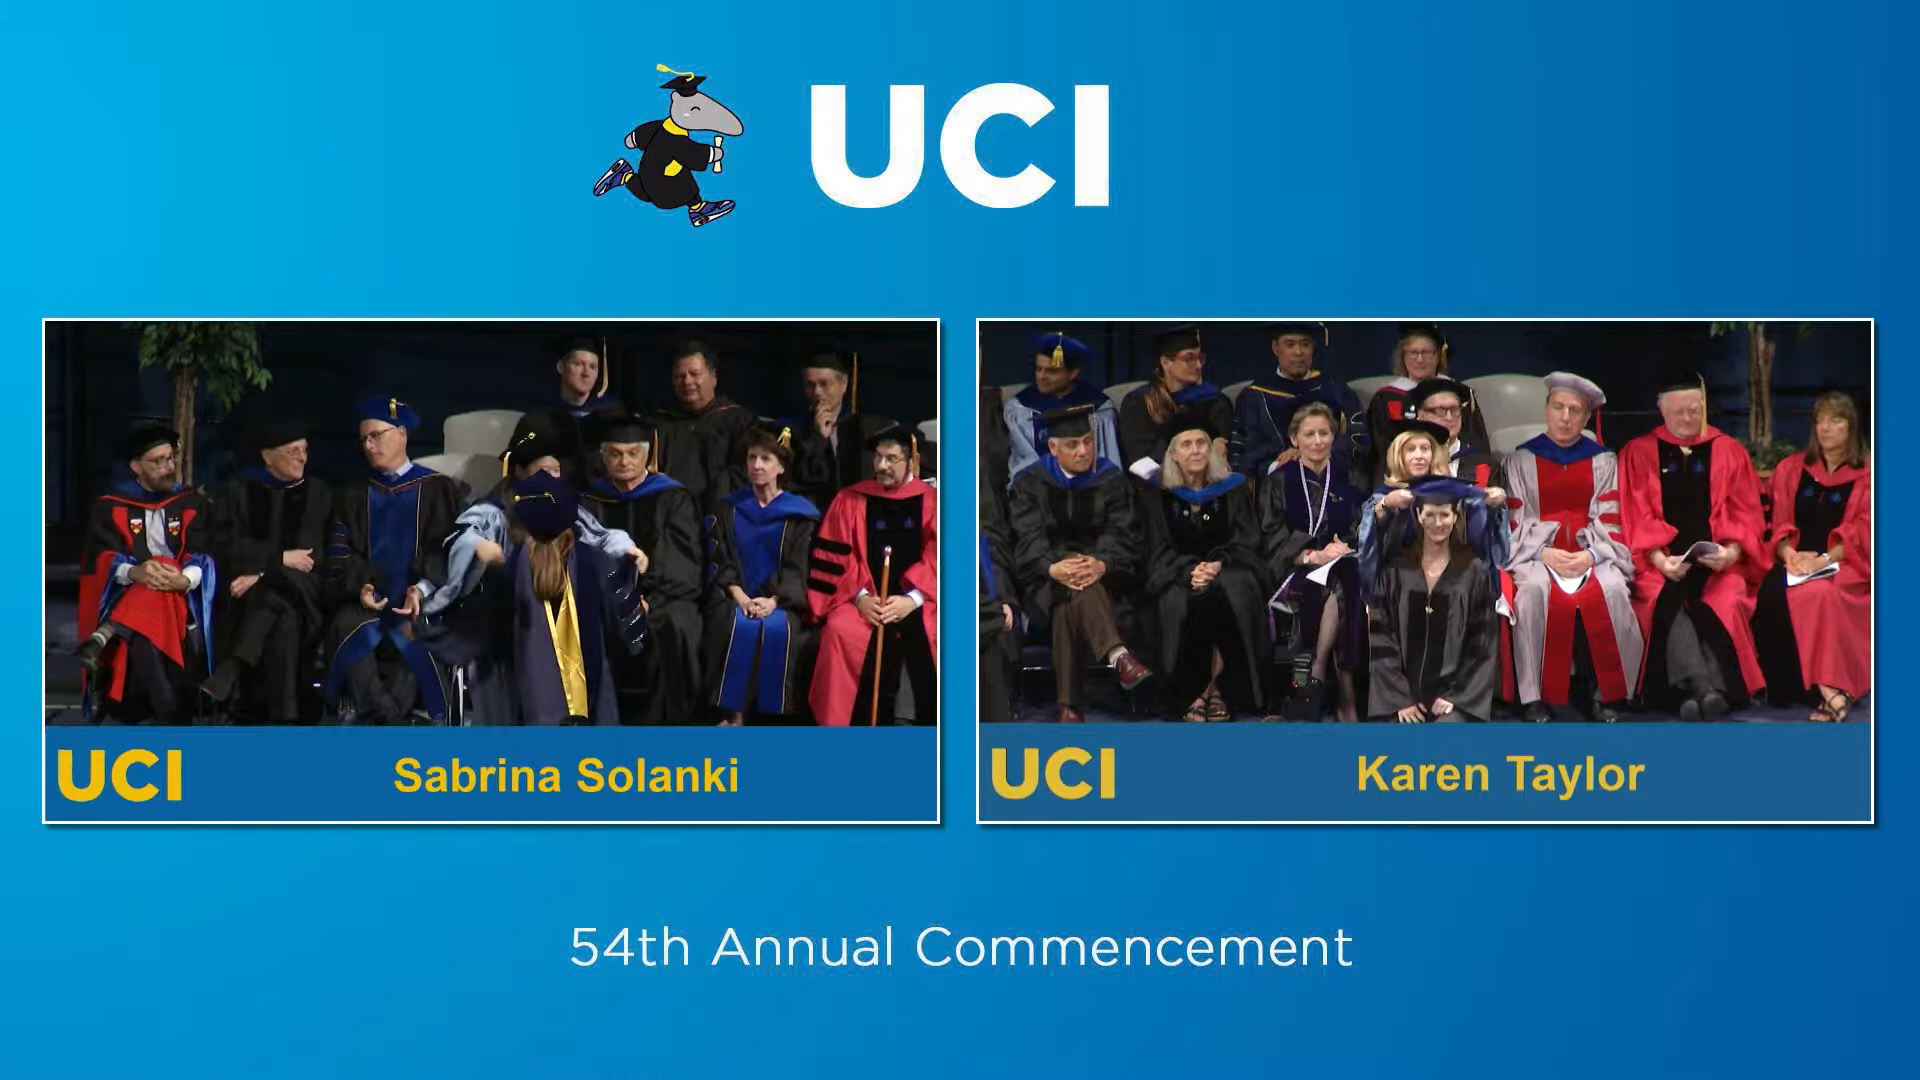 UCI
UCI
Sabrina Solanki
UCI
Karen Taylor
54th Annual Commencement